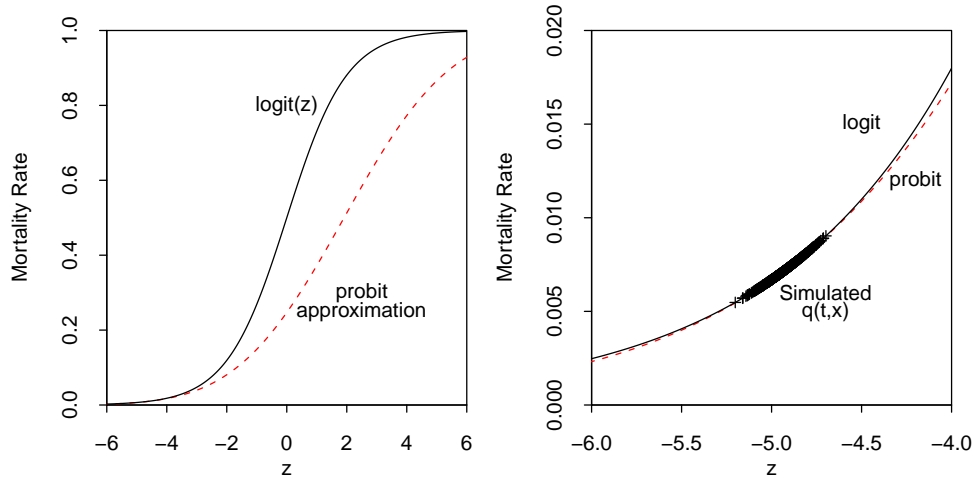 Mortality Rate
1.0
0.8
0.6
0.4
0.2
0.0
logit(z)
probit
approximation
−6
−4
−2
0
2
4
6
z
Mortality Rate
0.020
0.015
0.010
0.005
0.000
logit
probit
Simulated
q(t,x)
−6.0
−5.5
−5.0
−4.5
−4.0
z